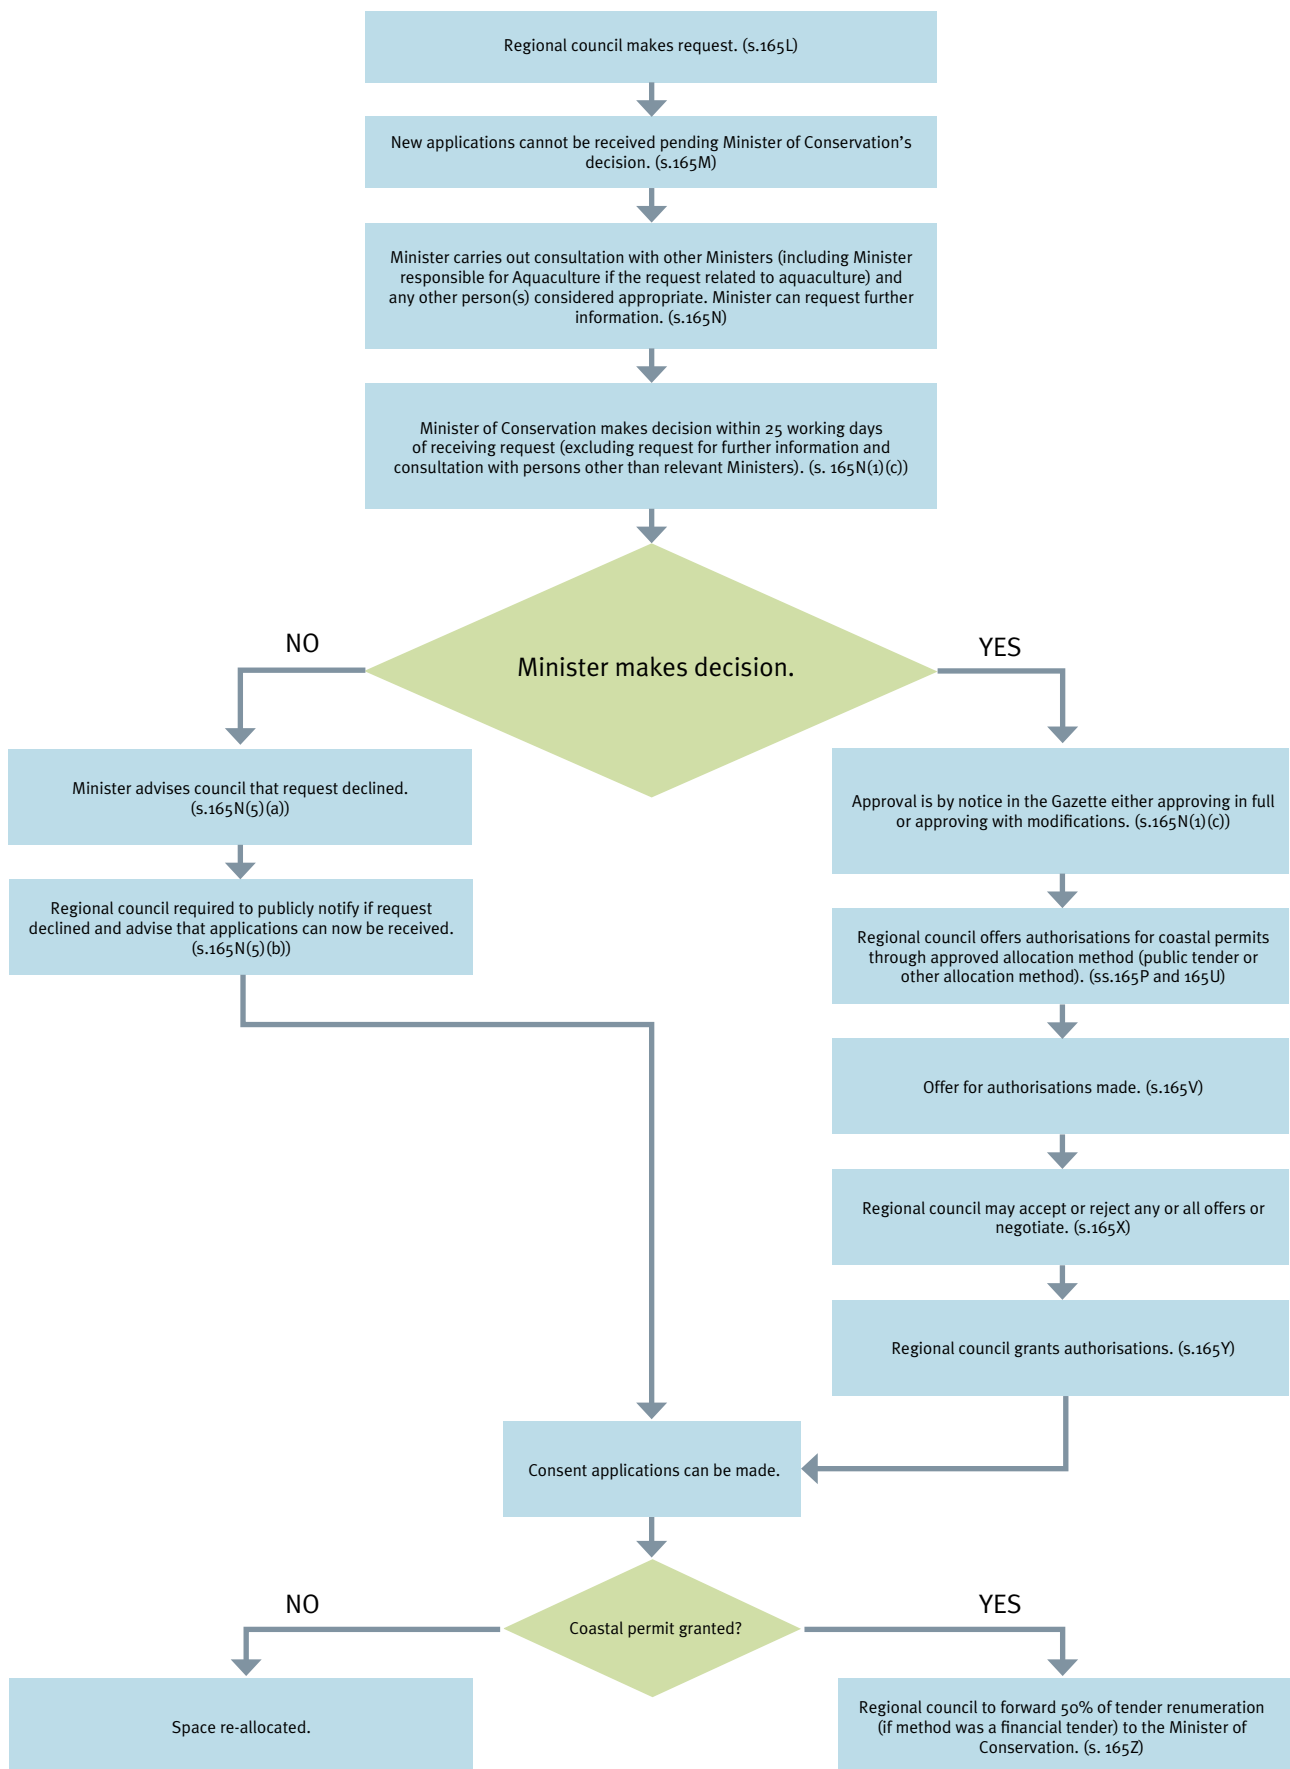 Regional council makes request. (s.165L)
New applications cannot be received pending Minister of Conservation’s
decision. (s.165M)
Minister carries out consultation with other Ministers (including Minister
responsible for Aquaculture if the request related to aquaculture) and
any other person(s) considered appropriate. Minister can request further
information. (s.165N)
Minister of Conservation makes decision within 25 working days
of receiving request (excluding request for further information and
consultation with persons other than relevant Ministers). (s. 165N(1)(c))
Minister makes decision.
NO
YES
Minister advises council that request declined.
(s.165N(5)(a))
Regional council required to publicly notify if request
declined and advise that applications can now be received.
(s.165N(5)(b))
Approval is by notice in the Gazette either approving in full
or approving with modifications. (s.165N(1)(c))
Regional council offers authorisations for coastal permits
through approved allocation method (public tender or
other allocation method). (ss.165P and 165U)
Offer for authorisations made. (s.165V)
Regional council may accept or reject any or all offers or
negotiate. (s.165X)
Regional council grants authorisations. (s.165Y)
Consent applications can be made.
Coastal permit granted?
NO
YES
Space re-allocated.
Regional council to forward 50% of tender renumeration
(if method was a financial tender) to the Minister of
Conservation. (s. 165Z)